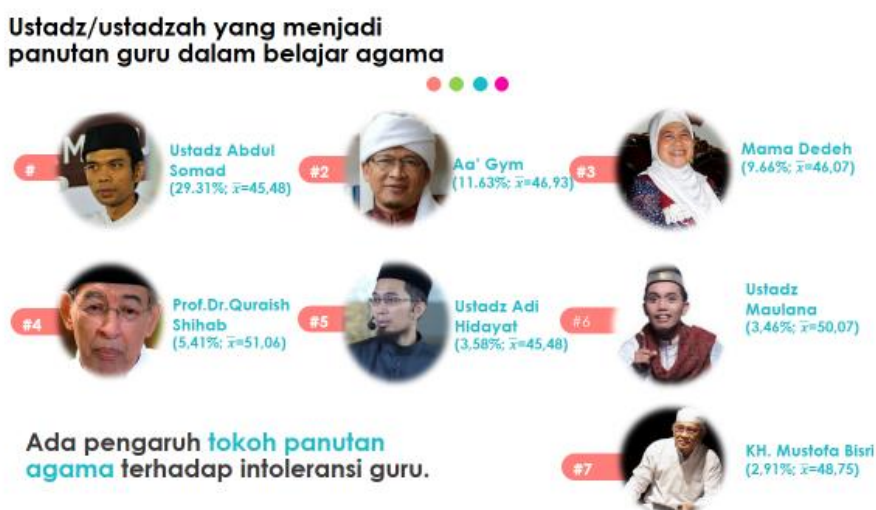 Ustadz/ustadzah yang menjadi
panutan guru dalam belajar agama
#
Ustadz Abdul
Somad
(29.31%; x̅=45,48)
#2
Aa' Gym
(11.63%; x̅=46,93)
#3
Mama Dedeh
(9.66%; x̅=46,07)
#4
Prof.Dr.Quraish
Shihab
(5,41%; x̅=51,06)
#5
Ustadz Adi
Hidayat
(3,58%; x̅=45,48)
#6
Ustadz
Maulana
(3,46%; x̅=50,07)
Ada pengaruh tokoh panutan
agama terhadap intoleransi guru.
#7
KH. Mustofa Bisri
(2,91%; x̅=48,75)